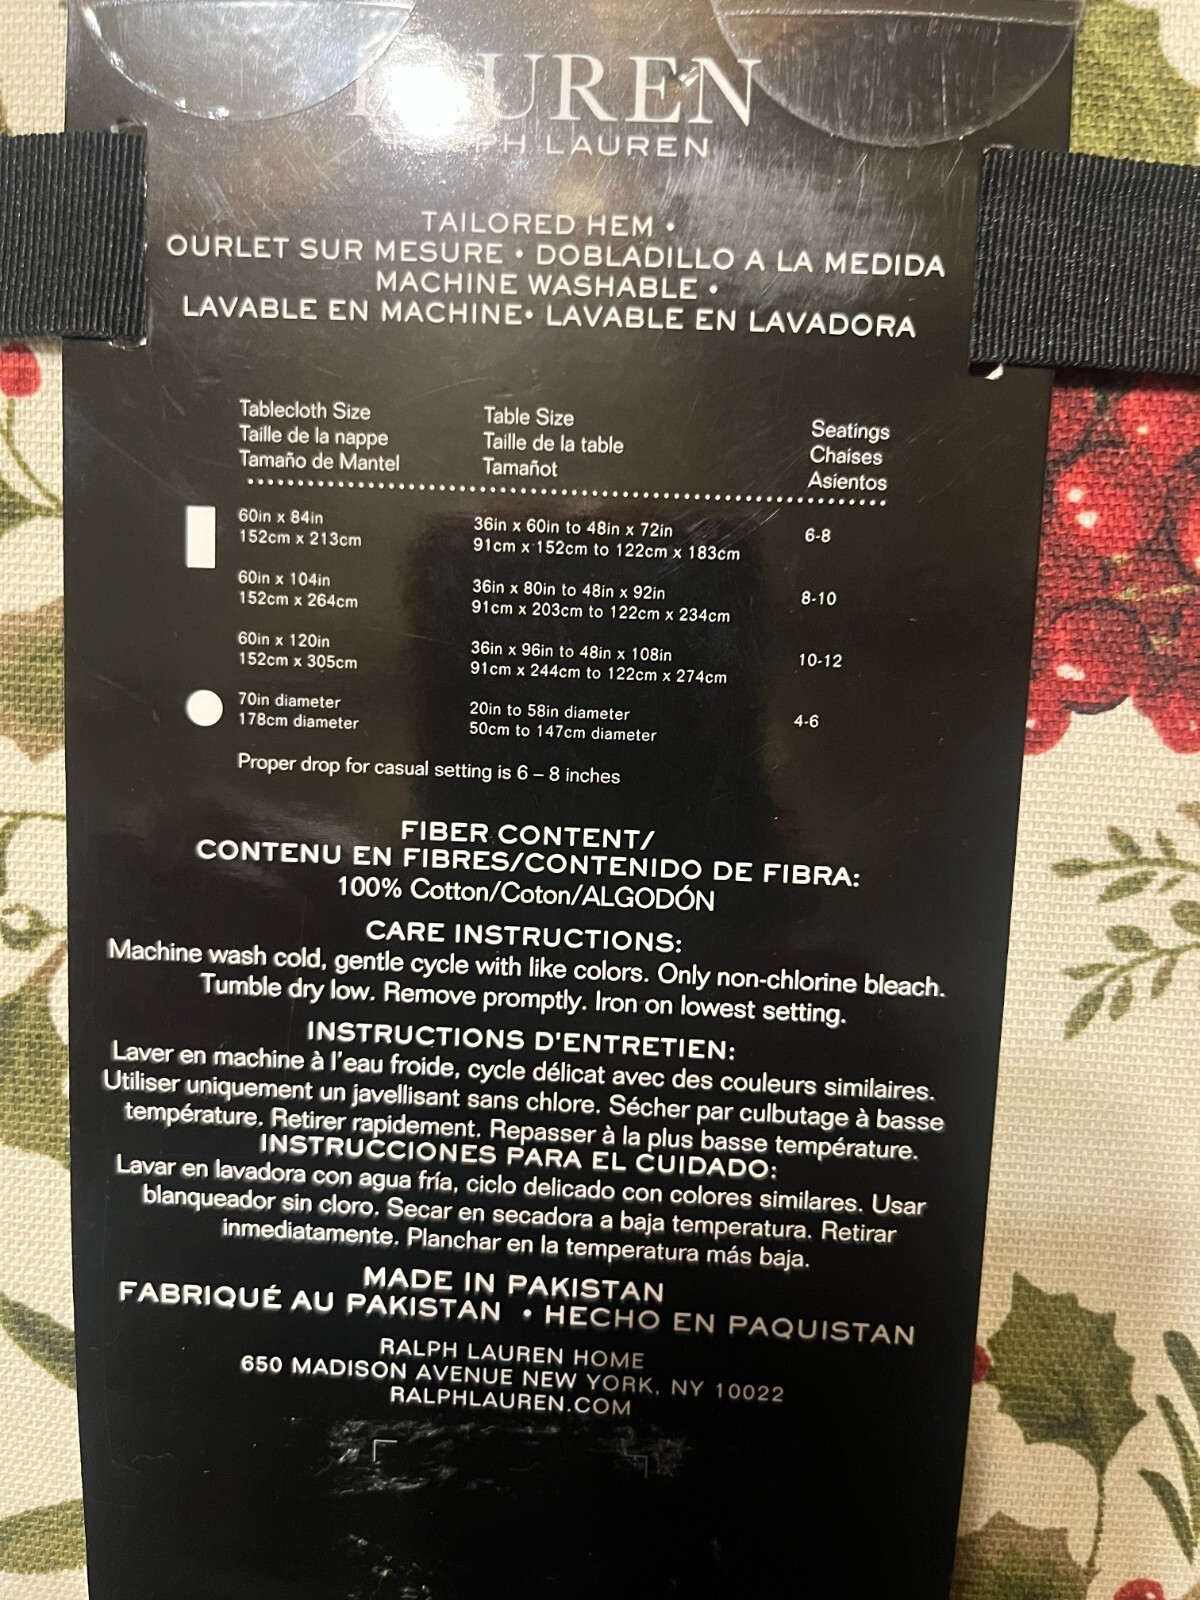 LAUREN
RALPH LAUREN
TAILORED HEM •
OURLET SUR MESURE • DOBLADILLO A LA MEDIDA
MACHINE WASHABLE •
LAVABLE EN MACHINE• LAVABLE EN LAVADORA
Tablecloth Size Table Size Seatings
Taille de la nappe Taille de la table Chaises
Tamaño de Mantel Tamañot Asientos
60in x 84in 36in x 60in to 48in x 72in 6-8
152cm x 213cm 91cm x 152cm to 122cm x 183cm
60in x 104in 36in x 80in to 48in x 92in 8-10
152cm x 264cm 91cm x 203cm to 122cm x 234cm
60in x 120in 36in x 96in to 48in x 108in 10-12
152cm x 305cm 91cm x 244cm to 122cm x 274cm
70in diameter 20in to 58in diameter 4-6
178cm diameter 50cm to 147cm diameter
Proper drop for casual setting is 6 – 8 inches
FIBER CONTENT/
CONTENU EN FIBRES/CONTENIDO DE FIBRA:
100% Cotton/Coton/ALGODÓN
CARE INSTRUCTIONS:
Machine wash cold, gentle cycle with like colors. Only non-chlorine bleach.
Tumble dry low. Remove promptly. Iron on lowest setting.
INSTRUCTIONS D'ENTRETIEN:
Laver en machine à l'eau froide, cycle délicat avec des couleurs similaires.
Utiliser uniquement un javellisant sans chlore. Sécher par culbutage à basse
température. Retirer rapidement. Repasser à la plus basse température.
INSTRUCCIONES PARA EL CUIDADO:
Lavar en lavadora con agua fría, ciclo delicado con colores similares. Usar
blanqueador sin cloro. Secar en secadora a baja temperatura. Retirar
inmediatamente. Planchar en la temperatura más baja.
MADE IN PAKISTAN
FABRIQUÉ AU PAKISTAN • HECHO EN PAQUISTAN
RALPH LAUREN HOME
650 MADISON AVENUE NEW YORK, NY 10022
RALPHLAUREN.COM